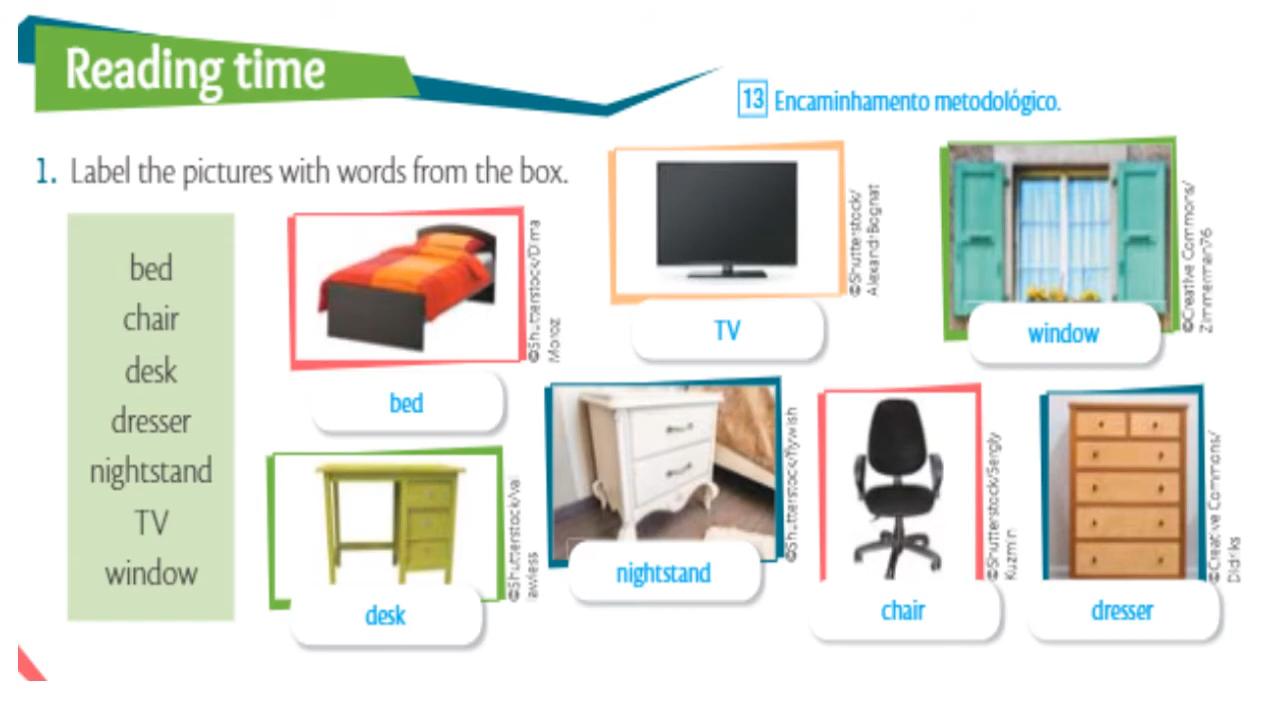 Reading time
13 Encaminhamento metodológico.
1. Label the pictures with words from the box.
bed
chair
desk
dresser
nightstand
TV
window
bed
©Shutterstock/Dima
Moroz
TV
©Shutterstock/
Alexandr Bognat
window
©Creative Commons/
Zimmerman76
desk
©Shutterstock/va
lawless
nightstand
©Shutterstock/flywish
chair
©Shutterstock/Sergiy
Kuzmin
dresser
©Creative Commons/
Didriks